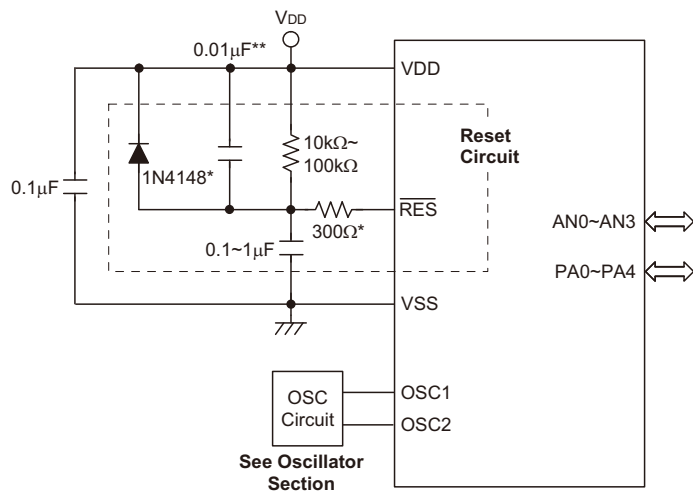 VDD
0.01μF**
VDD
Reset
Circuit
10kΩ~
100kΩ
1N4148*
0.1μF
RES
300Ω*
AN0~AN3
0.1~1μF
PA0~PA4
VSS
OSC
Circuit
OSC1
OSC2
See Oscillator
Section